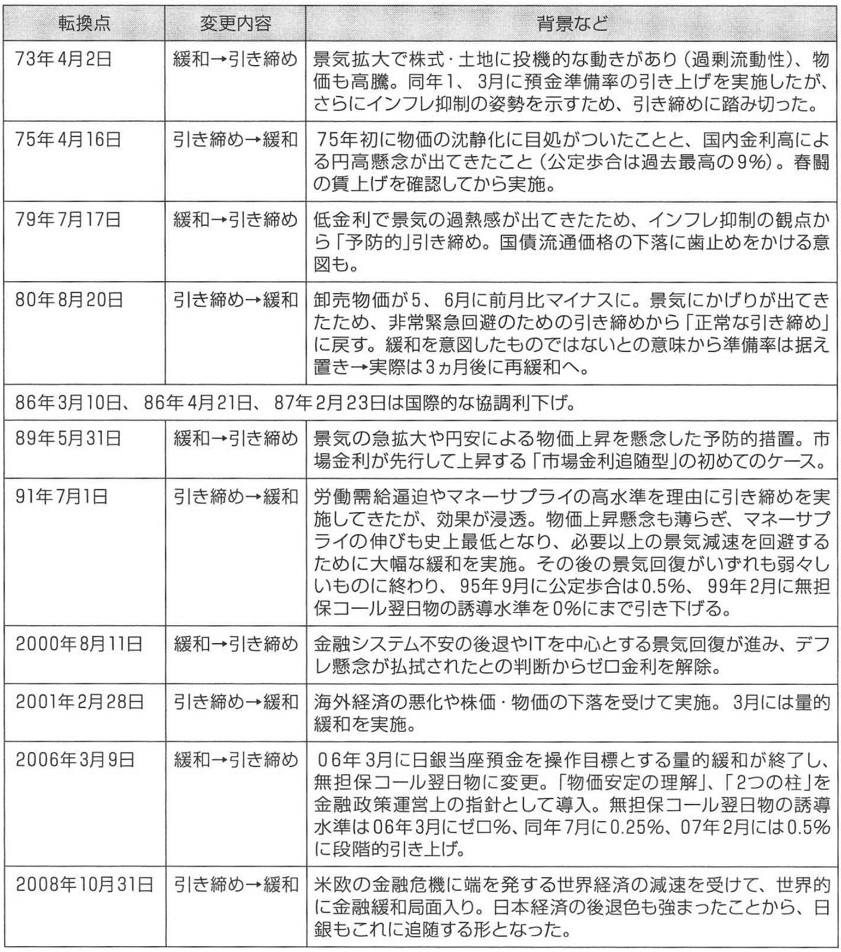 転換点 変更内容 背景など
73年4月2日 緩和→引き締め 景気拡大で株式・土地に投機的な動きがあり(過剰流動性)、物
価も高騰。同年1、3月に預金準備率の引き上げを実施したが、
さらにインフレ抑制の姿勢を示すため、引き締めに踏み切った。
75年4月16日 引き締め→緩和 75年初に物価の沈静化に目処がついたことと、国内金利高によ
る円高懸念が出てきたこと(公定歩合は過去最高の9%)。春闘
の賃上げを確認してから実施。
79年7月17日 緩和→引き締め 低金利で景気の過熱感が出てきたため、インフレ抑制の観点か
ら「予防的」引き締め。国債流通価格の下落に歯止めをかける意
図も。
80年8月20日 引き締め→緩和 卸売物価が5、6月に前月比マイナスに。景気にかげりが出てき
たため、非常緊急回避のための引き締めから「正常な引き締め」
に戻す。緩和を意図したものではないとの意味から準備率は据え
置き→実際は3ヵ月後に再緩和へ。
86年3月10日、86年4月21日、87年2月23日は国際的な協調利下げ。
89年5月31日 緩和→引き締め 景気の急拡大や円安による物価上昇を懸念した予防的措置。市
場金利が先行して上昇する「市場金利追随型」の初めてのケース。
91年7月1日 引き締め→緩和 労働需給逼迫やマネーサプライの高水準を理由に引き締めを実
施してきたが、効果が浸透。物価上昇懸念も薄らぎ、マネーサプ
ライの伸びも史上最低となり、必要以上の景気減速を回避する
ために大幅な緩和を実施。その後の景気回復がいずれも弱々し
いものに終わり、95年9月に公定歩合は0.5%、99年2月に無担
保コール翌日物の誘導水準を0%にまで引き下げる。
2000年8月11日 緩和→引き締め 金融システム不安の後退やITを中心とする景気回復が進み、デフ
レ懸念が払拭されたとの判断からゼロ金利を解除。
2001年2月28日 引き締め→緩和 海外経済の悪化や株価・物価の下落を受けて実施。3月には量的
緩和を実施。
2006年3月9日 緩和→引き締め 06年3月に日銀当座預金を操作目標とする量的緩和が終了し、
無担保コール翌日物に変更。「物価安定の理解」、「2つの柱」を
金融政策運営上の指針として導入。無担保コール翌日物の誘導
水準は06年3月にゼロ%、同年7月に0.25%、07年2月には0.5%
に段階的引き上げ。
2008年10月31日 引き締め→緩和 米欧の金融危機に端を発する世界経済の減速を受けて、世界的
に金融緩和局面入り。日本経済の後退色も強まったことから、日
銀もこれに追随する形となった。